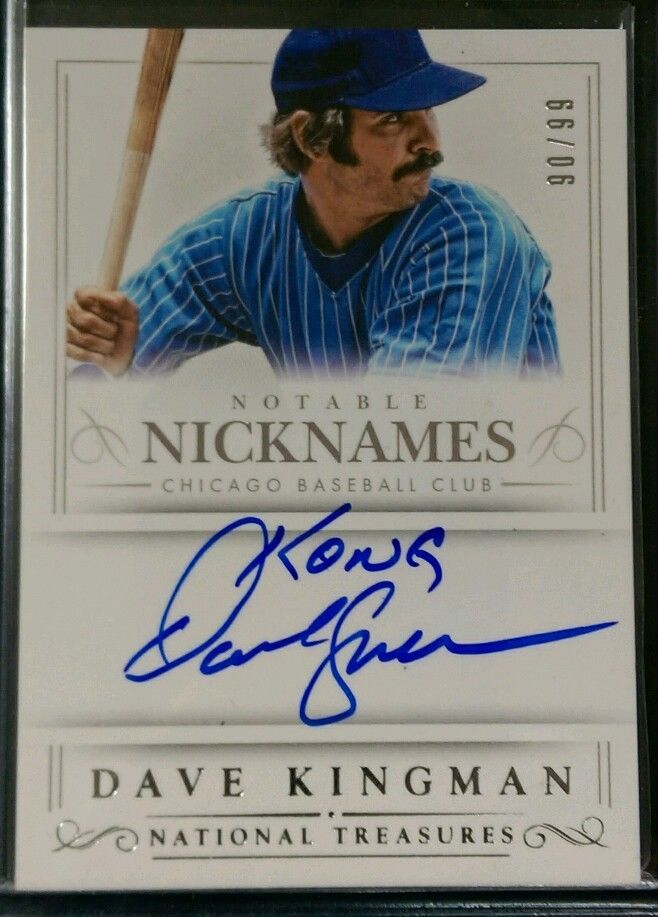 90/99
NOTABLE
NICKNAMES
CHICAGO BASEBALL CLUB
KONG
DAVE KINGMAN
NATIONAL TREASURES